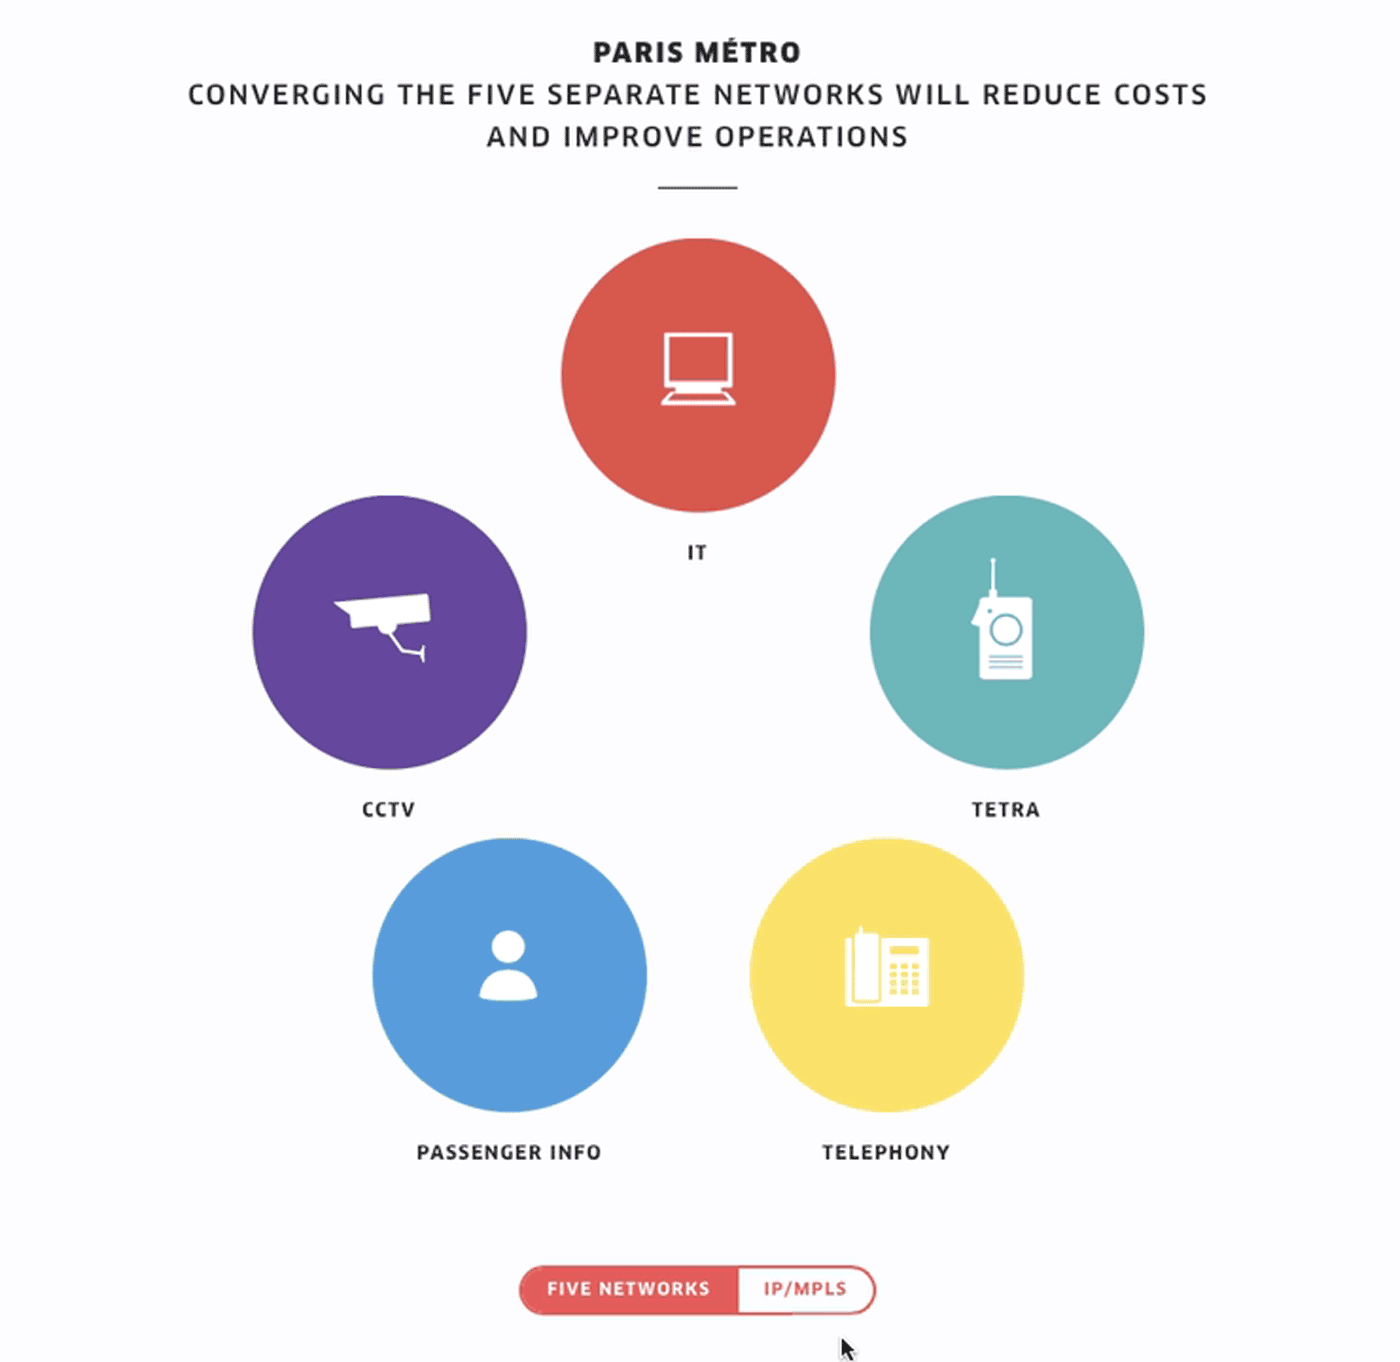 PARIS MÉTRO
CONVERGING THE FIVE SEPARATE NETWORKS WILL REDUCE COSTS
AND IMPROVE OPERATIONS
IT
CCTV
TETRA
PASSENGER INFO
TELEPHONY
FIVE NETWORKS
IP/MPLS